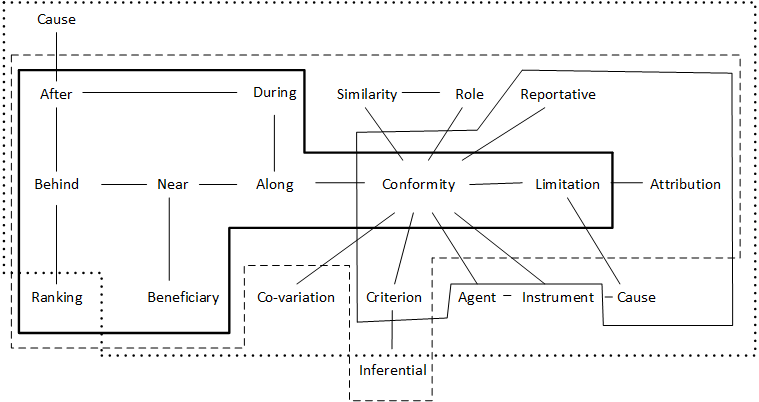 Cause
After During Similarity Role Reportative
Behind Near Along Conformity Limitation Attribution
Ranking Beneficiary Co-variation Criterion Agent Instrument Cause
Inferential